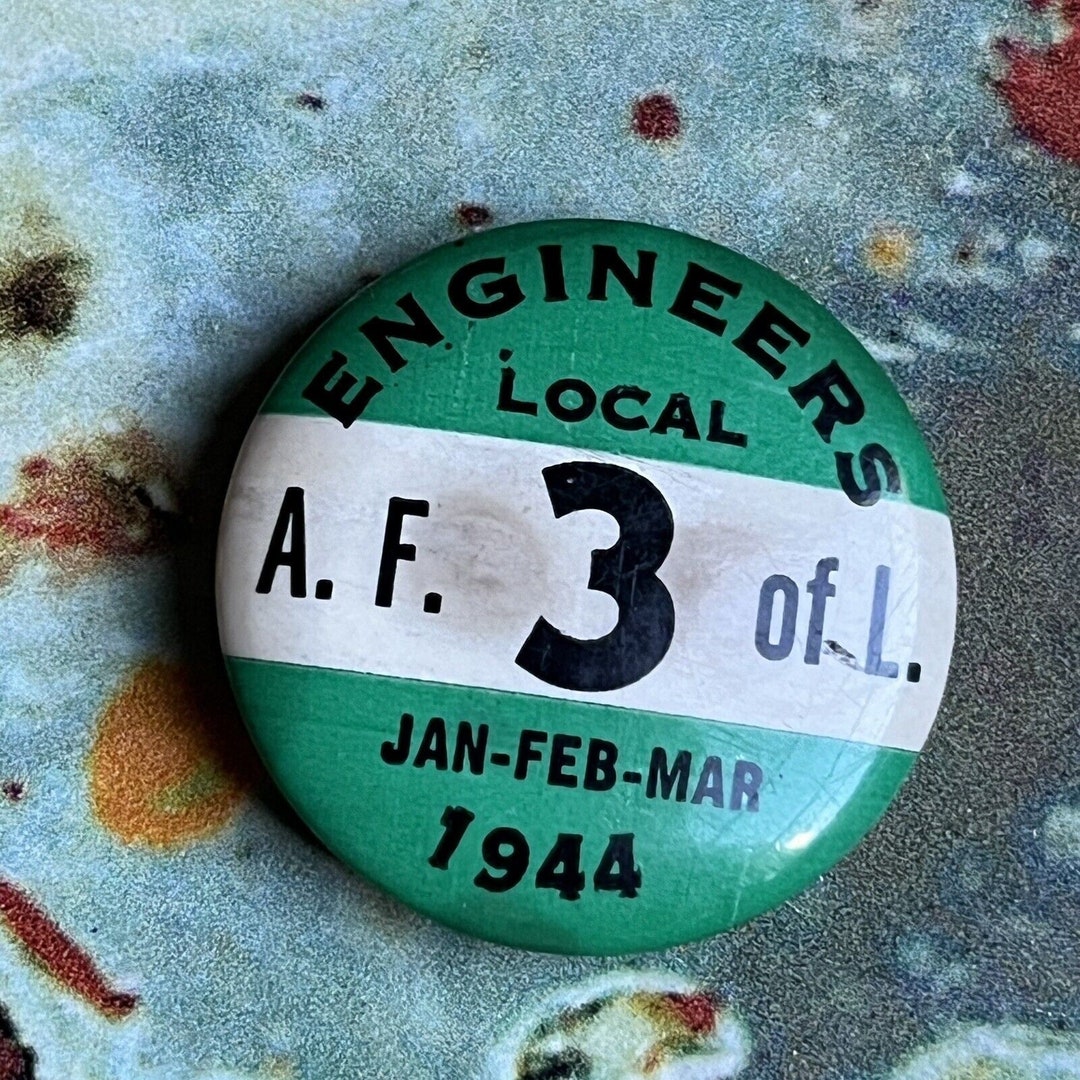 ENGINEERS
LOCAL
A. F. 3 of L.
JAN-FEB-MAR
1944